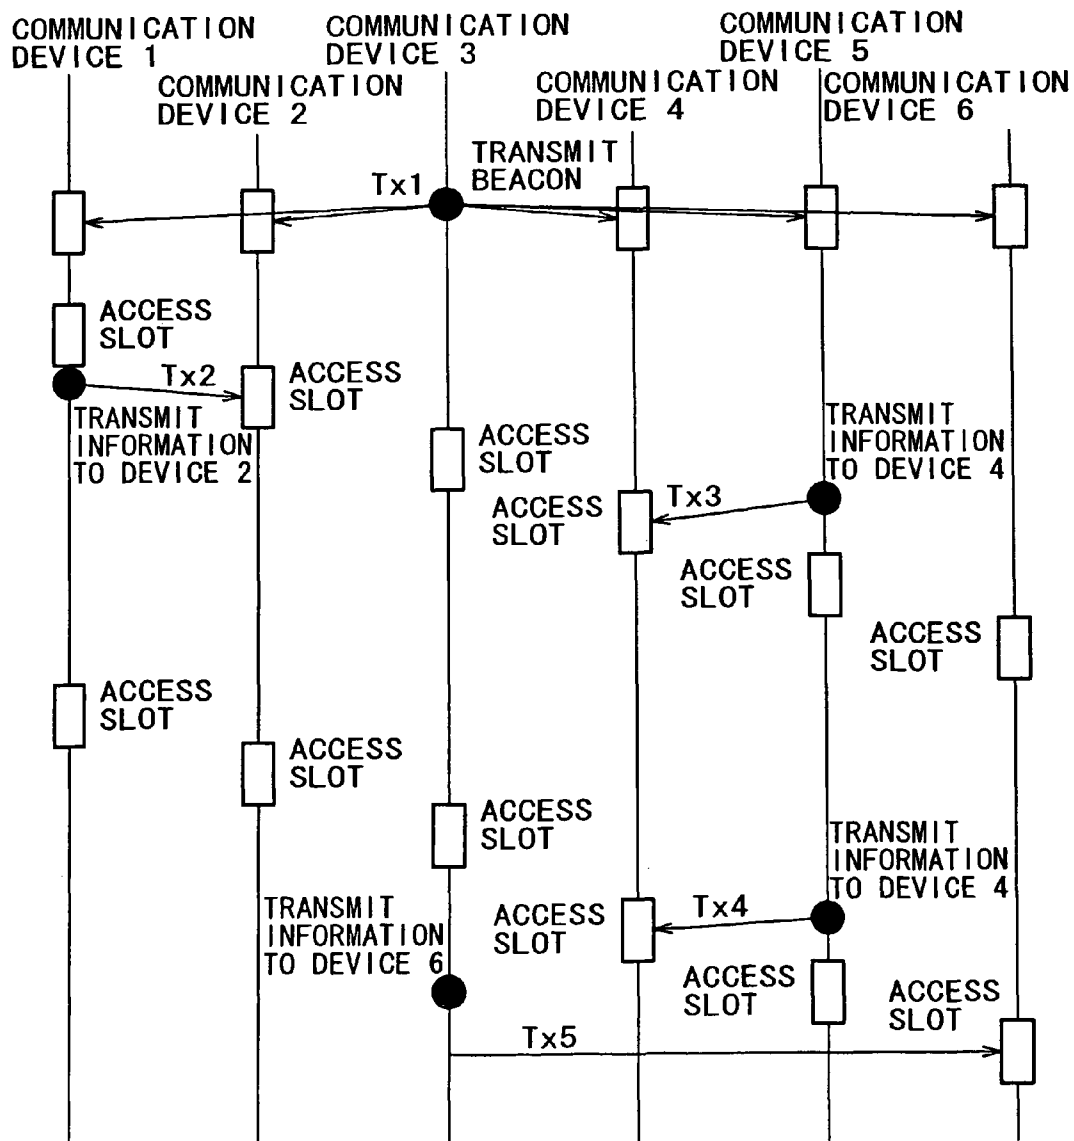 COMMUNICATION
DEVICE 1
COMMUNICATION
DEVICE 3
COMMUNICATION
DEVICE 5
COMMUNICATION
DEVICE 2
COMMUNICATION
DEVICE 4
COMMUNICATION
DEVICE 6
TRANSMIT
BEACON
Tx1
ACCESS
SLOT
Tx2
ACCESS
SLOT
TRANSMIT
INFORMATION
TO DEVICE 2
TRANSMIT
INFORMATION
TO DEVICE 4
ACCESS
SLOT
ACCESS
SLOT
Tx3
ACCESS
SLOT
ACCESS
SLOT
ACCESS
SLOT
ACCESS
SLOT
ACCESS
SLOT
TRANSMIT
INFORMATION
TO DEVICE 4
TRANSMIT
INFORMATION
TO DEVICE 6
ACCESS
SLOT
Tx4
ACCESS
SLOT
ACCESS
SLOT
Tx5